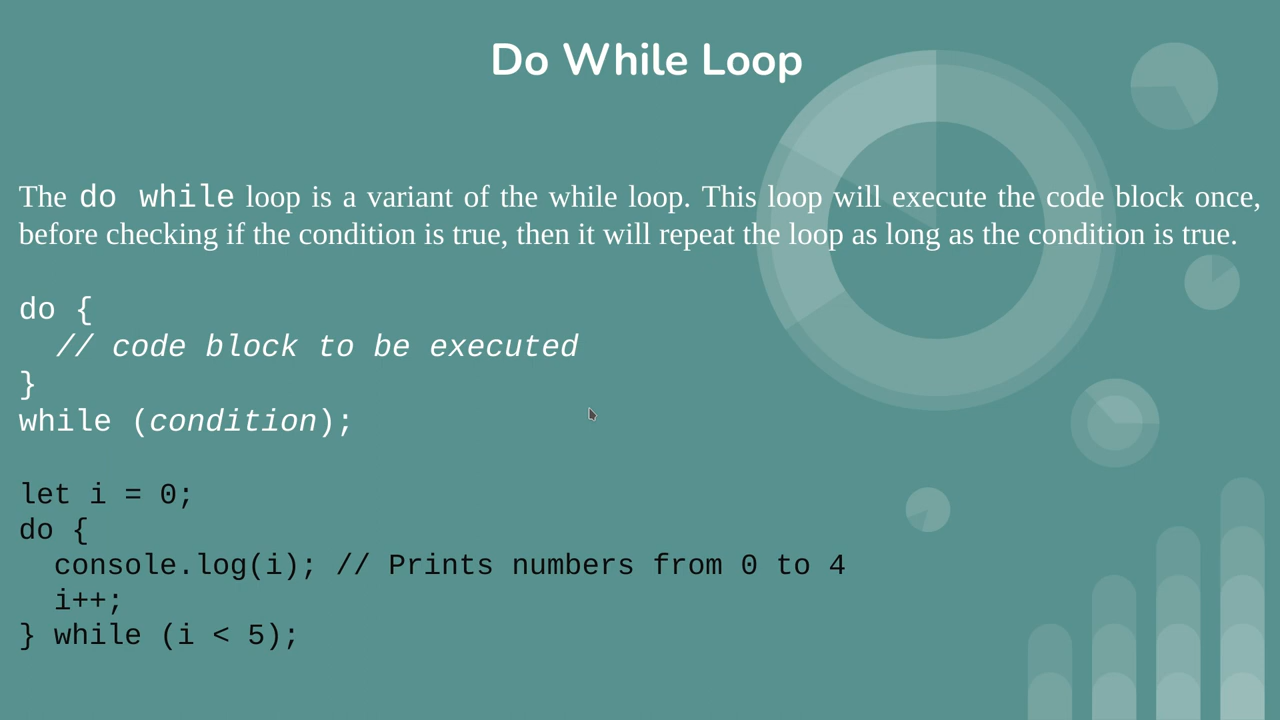 Do While Loop
The do while loop is a variant of the while loop. This loop will execute the code block once,
before checking if the condition is true, then it will repeat the loop as long as the condition is true.
do {
  // code block to be executed
}
while (condition);
let i = 0;
do {
  console.log(i); // Prints numbers from 0 to 4
  i++;
} while (i < 5);